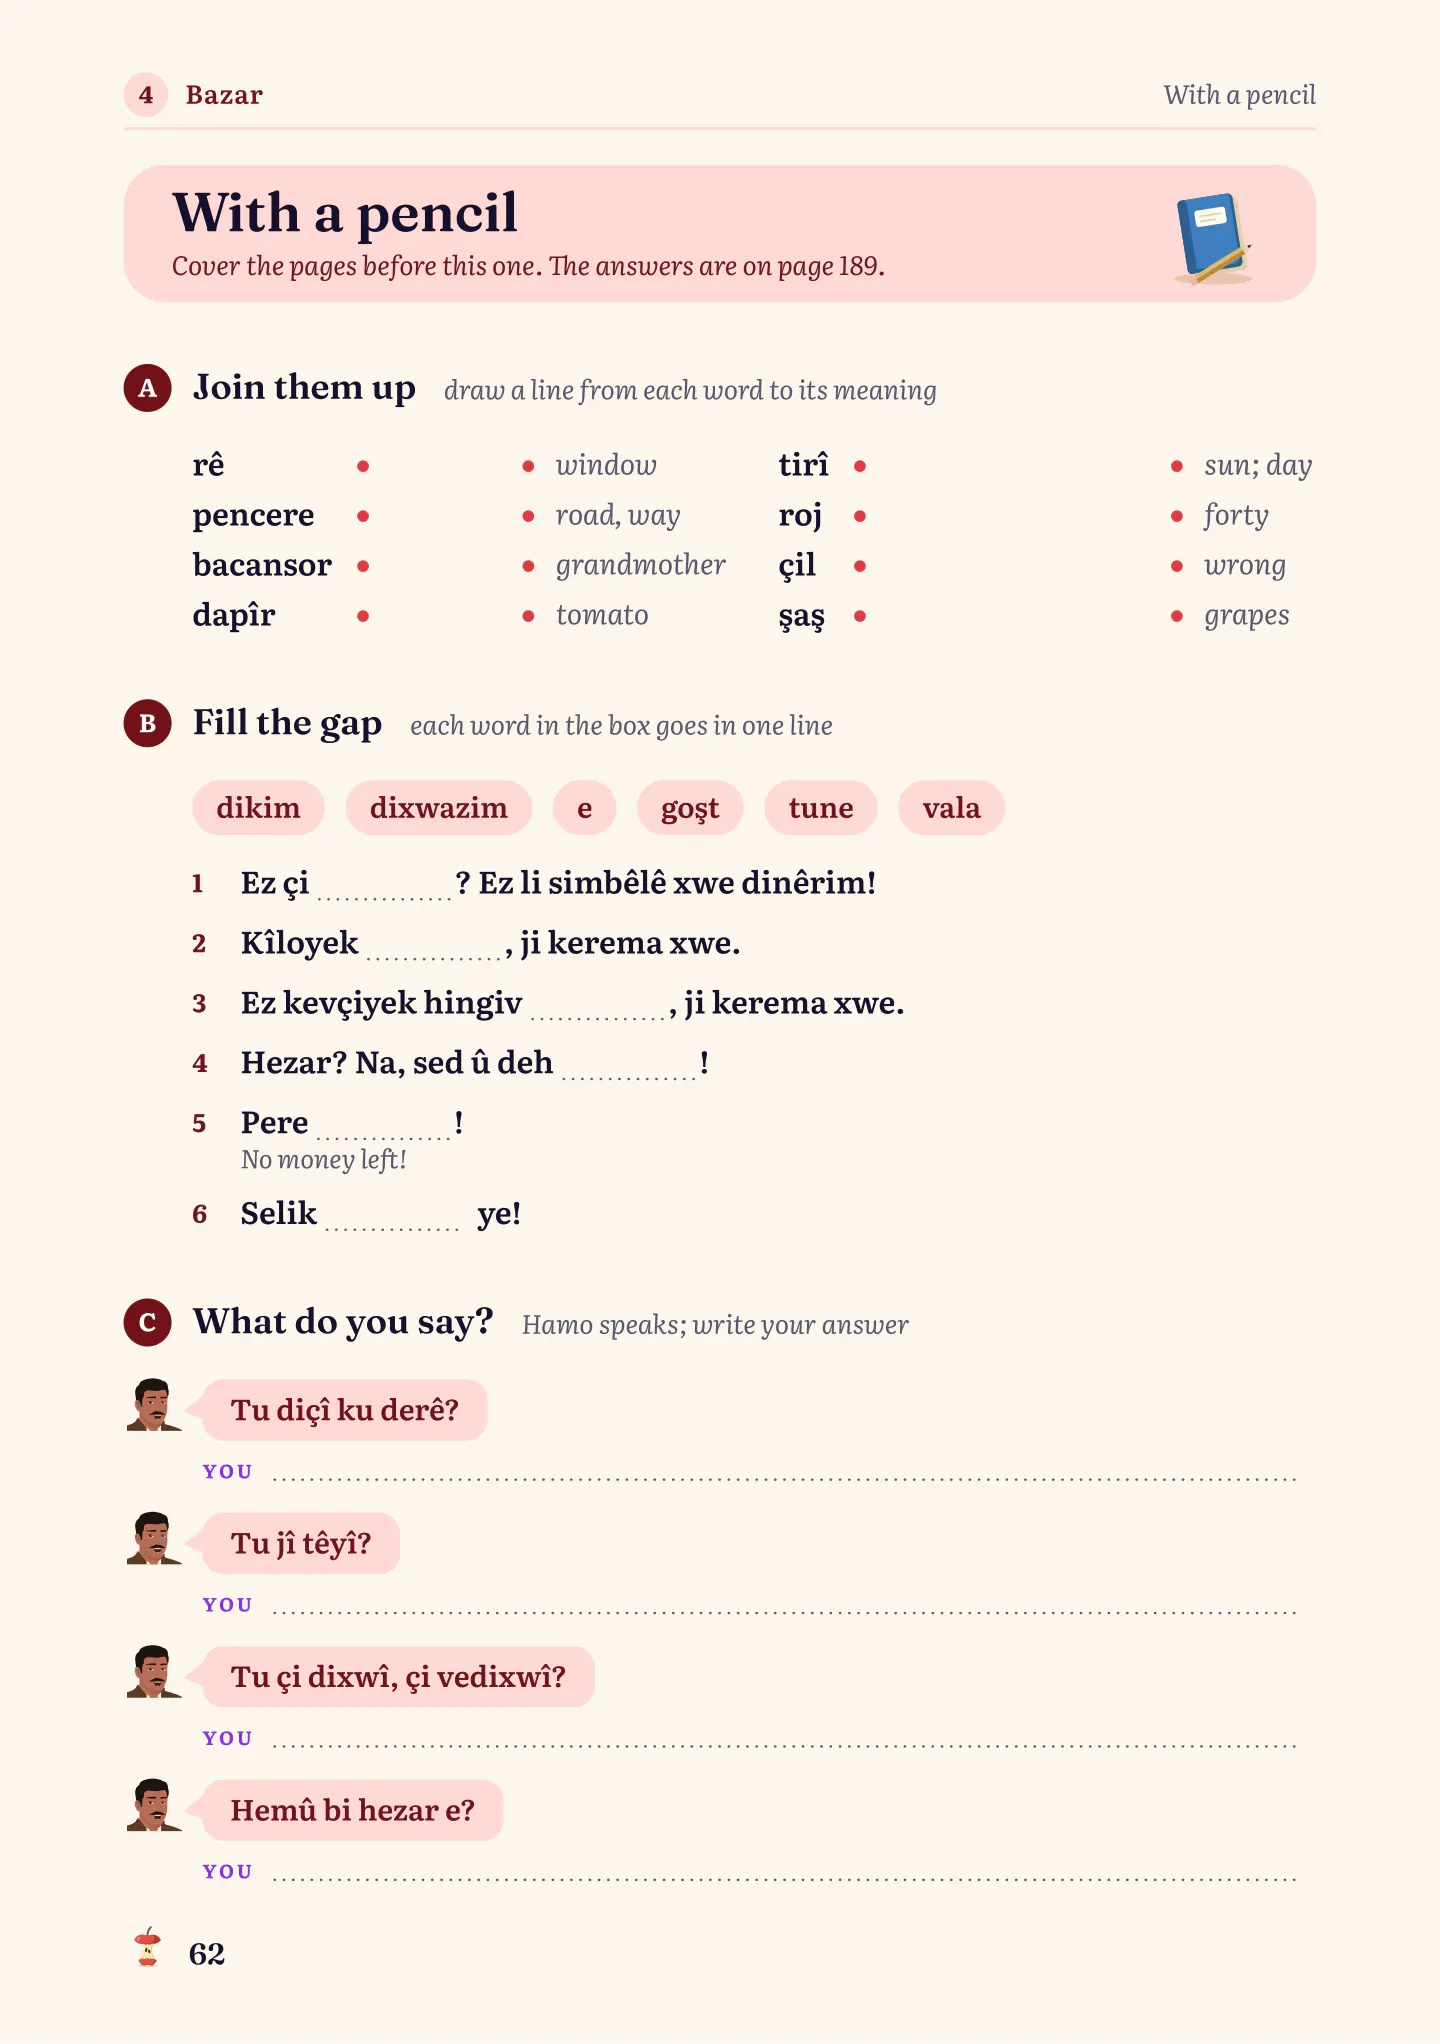 4 Bazar With a pencil
With a pencil
Cover the pages before this one. The answers are on page 189.
A Join them up draw a line from each word to its meaning
rê • • window tirî • • sun; day
pencere • • road, way roj • • forty
bacansor • • grandmother çil • • wrong
dapîr • • tomato şaş • • grapes
B Fill the gap each word in the box goes in one line
dikim dixwazim e goşt tune vala
1 Ez çi ...............? Ez li simbêlê xwe dinêrim!
2 Kîloyek ..............., ji kerema xwe.
3 Ez kevçiyek hingiv ..............., ji kerema xwe.
4 Hezar? Na, sed û deh ...............!
5 Pere ...............!
No money left!
6 Selik ............... ye!
C What do you say? Hamo speaks; write your answer
Tu diçî ku derê?
YOU
Tu jî têyî?
YOU
Tu çi dixwî, çi vedixwî?
YOU
Hemû bi hezar e?
YOU
62